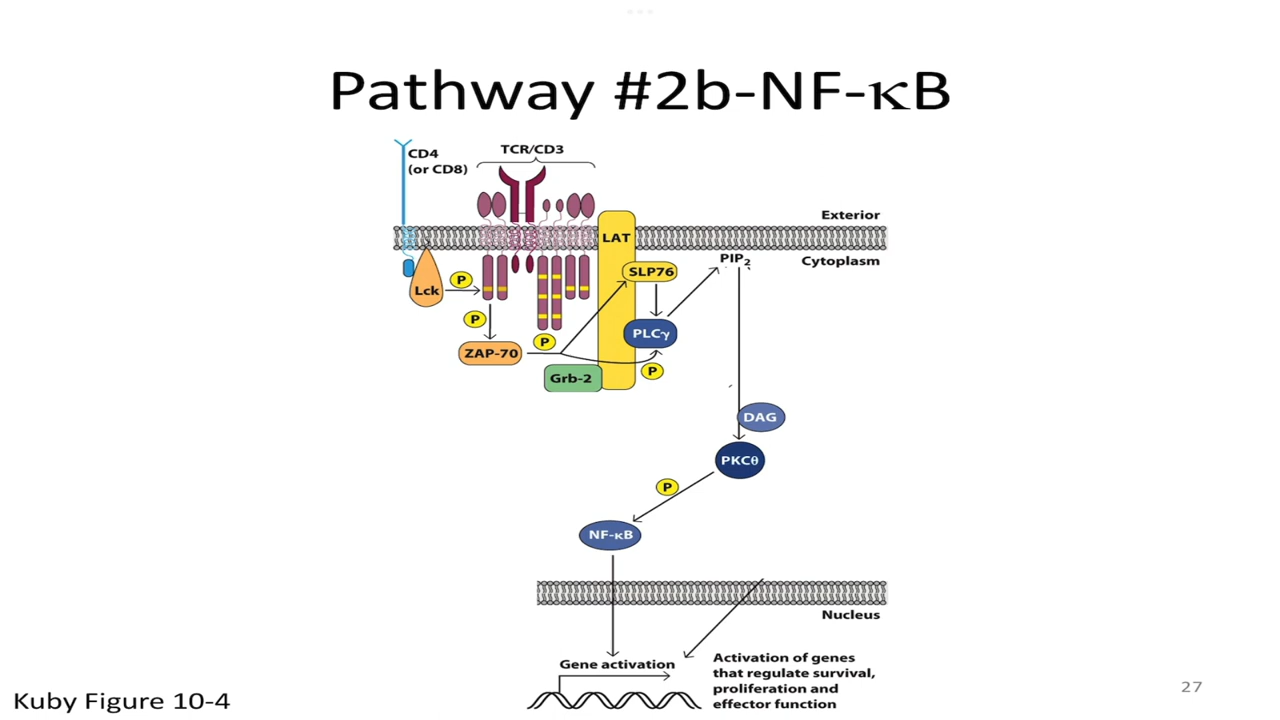 Pathway #2b-NF-κB
CD4
(or CD8)
TCR/CD3
Exterior
LAT
PIP2
Cytoplasm
SLP76
P
Lck
P
PLCγ
P
ZAP-70
P
Grb-2
DAG
PKCθ
P
NF-κB
Nucleus
Gene activation
Activation of genes
that regulate survival,
proliferation and
effector function
Kuby Figure 10-4
27